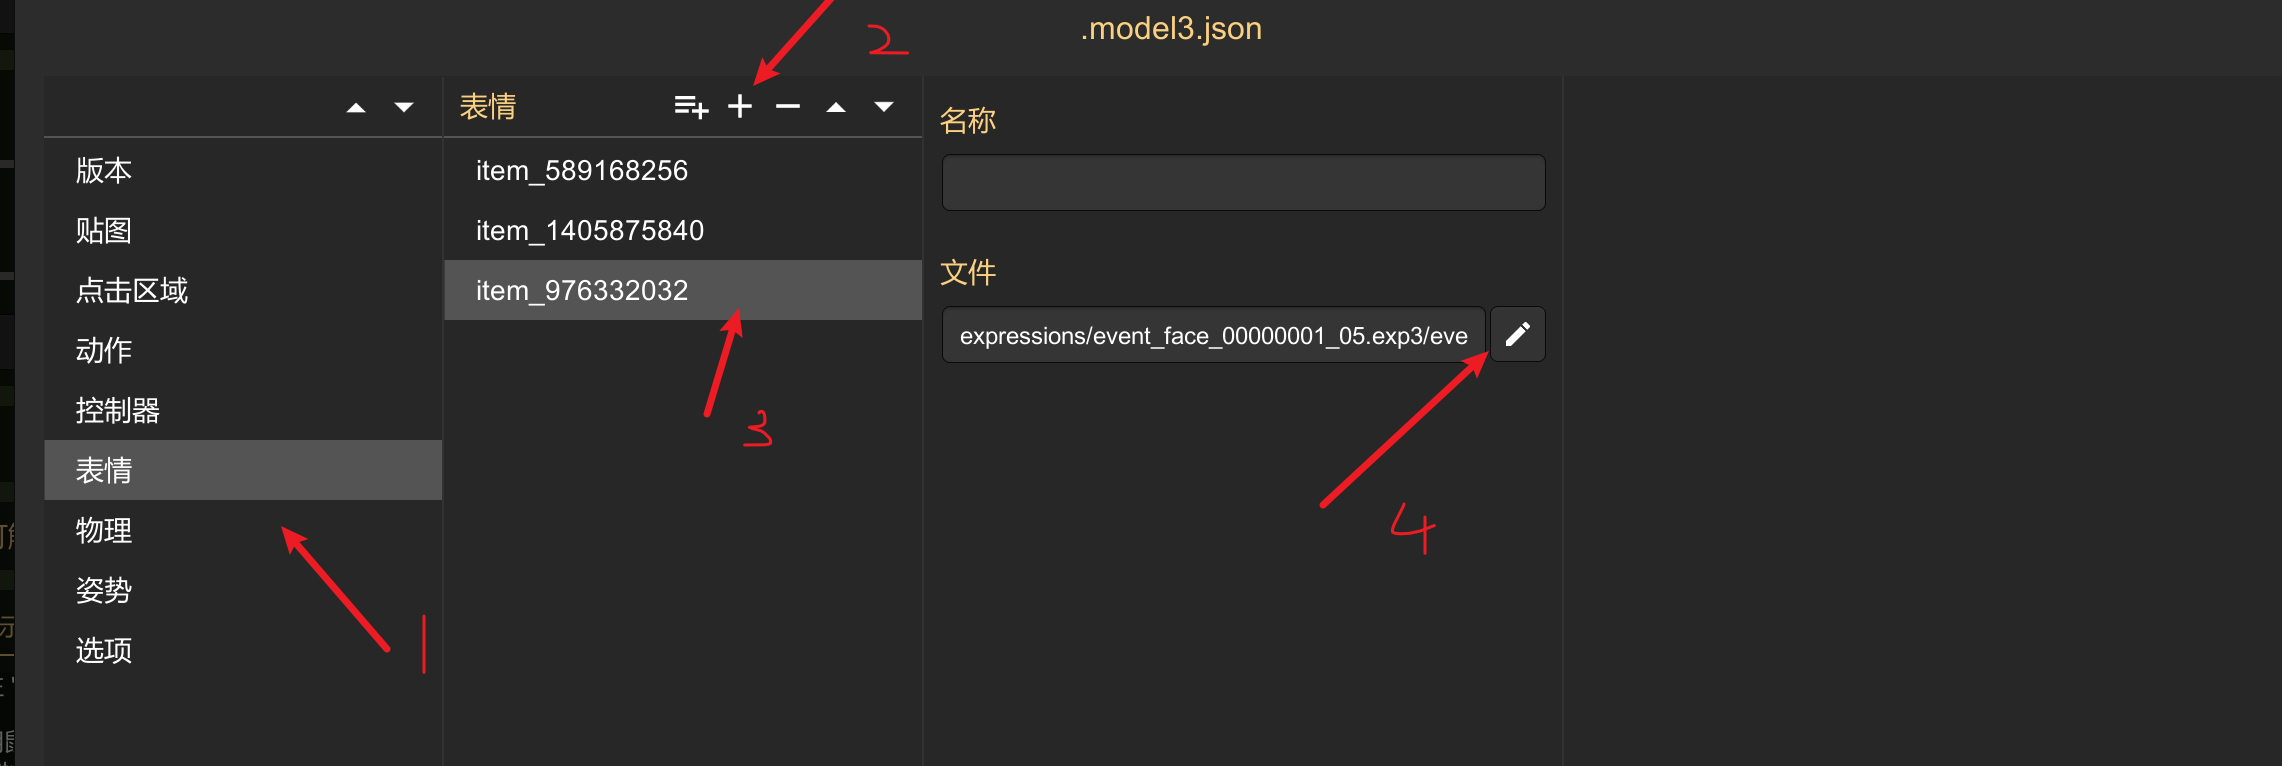 .model3.json
2
表情
版本
贴图
点击区域
动作
控制器
表情
物理
姿势
选项
1
item_589168256
item_1405875840
item_976332032
3
名称
文件
expressions/event_face_00000001_05.exp3/eve
4